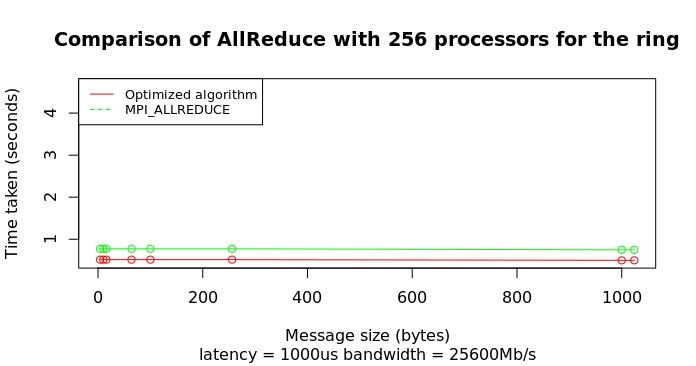 Comparison of AllReduce with 256 processors for the ring
Optimized algorithm
MPI_ALLREDUCE
Time taken (seconds)
4
3
2
1
0 200 400 600 800 1000
Message size (bytes)
latency = 1000us bandwidth = 25600Mb/s